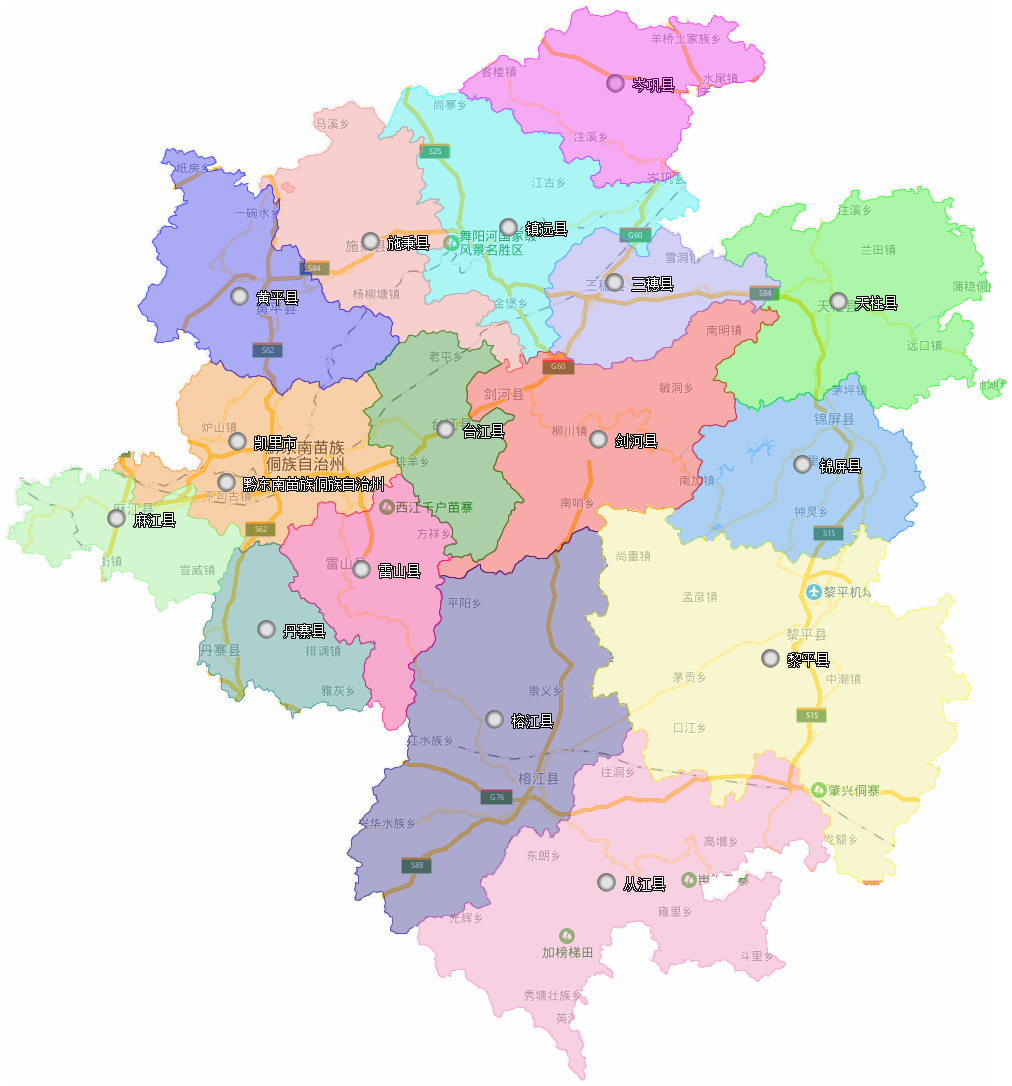 羊桥土家族乡
客楼镇
水尾镇
岑巩县
尚寨乡
马溪乡
注溪乡
S25
纸房乡
江古乡
岑巩县
一碗水乡
注溪乡
镇远县
G60
舞阳河国家级
风景名胜区
施秉县
兰田镇
雪洞镇
S84
三穗县
蒲稳侗
杨柳塘镇
S84
黄平县
黄平县
金堡乡
天柱县
南明镇
远口镇
S62
老屯乡
G60
敏洞乡
剑河县
茅坪镇
炉山镇
台江县
柳川镇
锦屏县
凯里市
剑河县
黔东南苗族
侗族自治州
排羊乡
锦屏县
南加镇
黔东南苗族侗族自治州
下司古镇
南哨乡
西江千户苗寨
钟灵乡
麻江县
S62
方祥乡
S15
尚重镇
宣威镇
雷山县
黎平机
孟彦镇
平阳乡
丹寨县
黎平县
丹寨县
排调镇
黎平县
茅贡乡
中潮镇
雅灰乡
崇义乡
S15
榕江县
口江乡
江水族乡
榕江县
往洞乡
G76
肇兴侗寨
兴华水族乡
高增乡
龙额乡
东朗乡
S88
从江县
雍里乡
光辉乡
加榜梯田
斗里乡
秀塘壮族乡